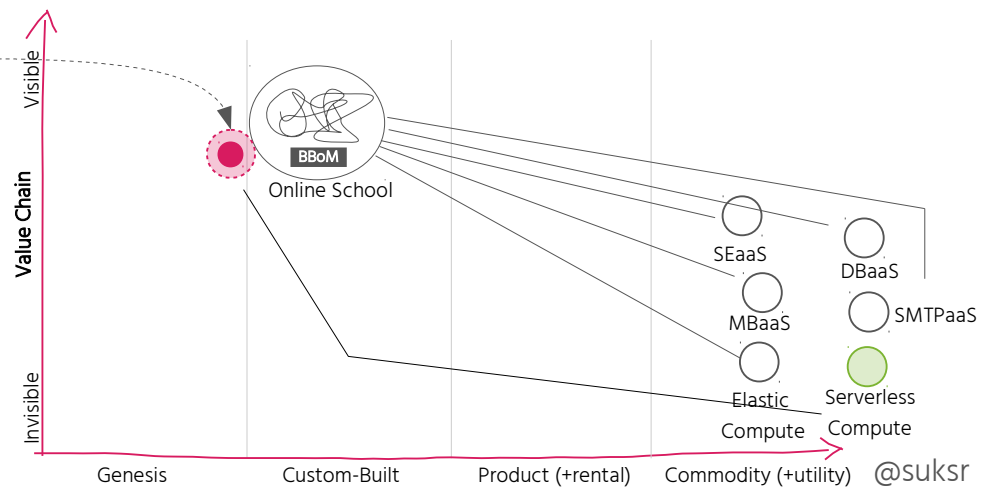 Visible
Value Chain
Invisible
BBoM
Online School
SEaaS
DBaaS
MBaaS
SMTPaaS
Elastic
Compute
Serverless
Compute
Genesis
Custom-Built
Product (+rental)
Commodity (+utility)
@suksr